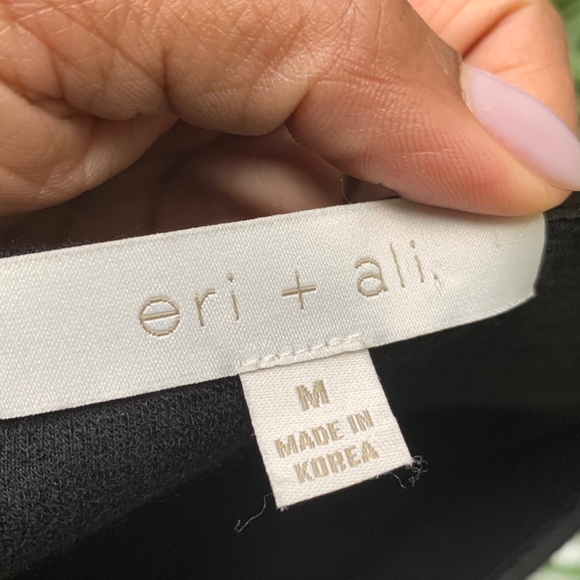 eri + ali
M
MADE IN
KOREA